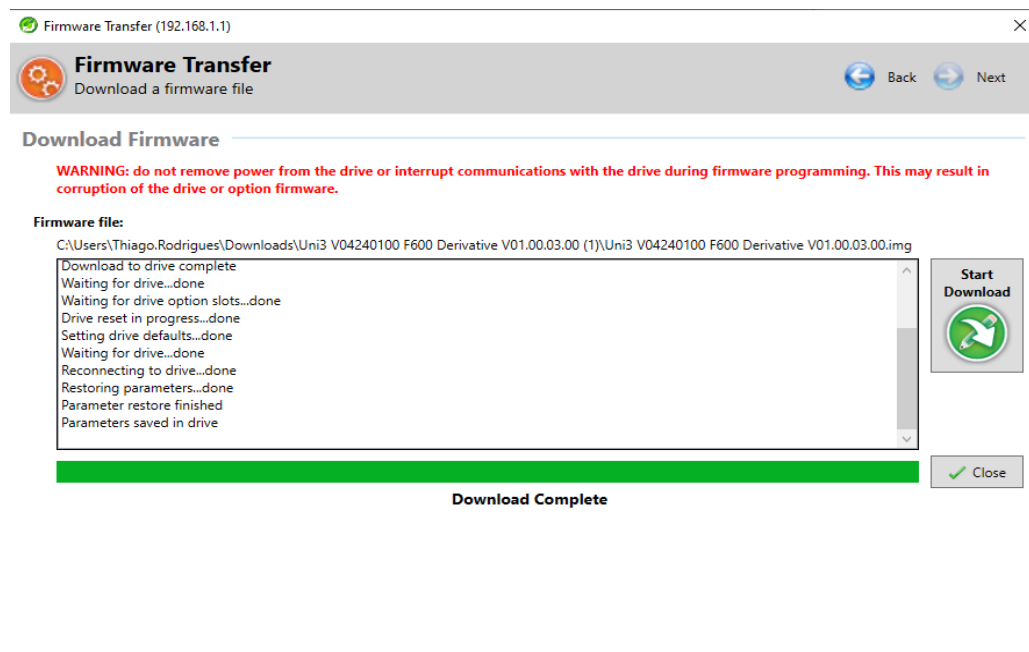 Firmware Transfer (192.168.1.1)
Firmware Transfer
Download a firmware file
Back
Next
Download Firmware
WARNING: do not remove power from the drive or interrupt communications with the drive during firmware programming. This may result in
corruption of the drive or option firmware.
Firmware file:
C:\Users\Thiago.Rodrigues\Downloads\Uni3 V04240100 F600 Derivative V01.00.03.00 (1)\Uni3 V04240100 F600 Derivative V01.00.03.00.img
Download to drive complete
Waiting for drive...done
Waiting for drive option slots...done
Drive reset in progress...done
Setting drive defaults...done
Waiting for drive...done
Reconnecting to drive...done
Restoring parameters...done
Parameter restore finished
Parameters saved in drive
Start
Download
Close
Download Complete